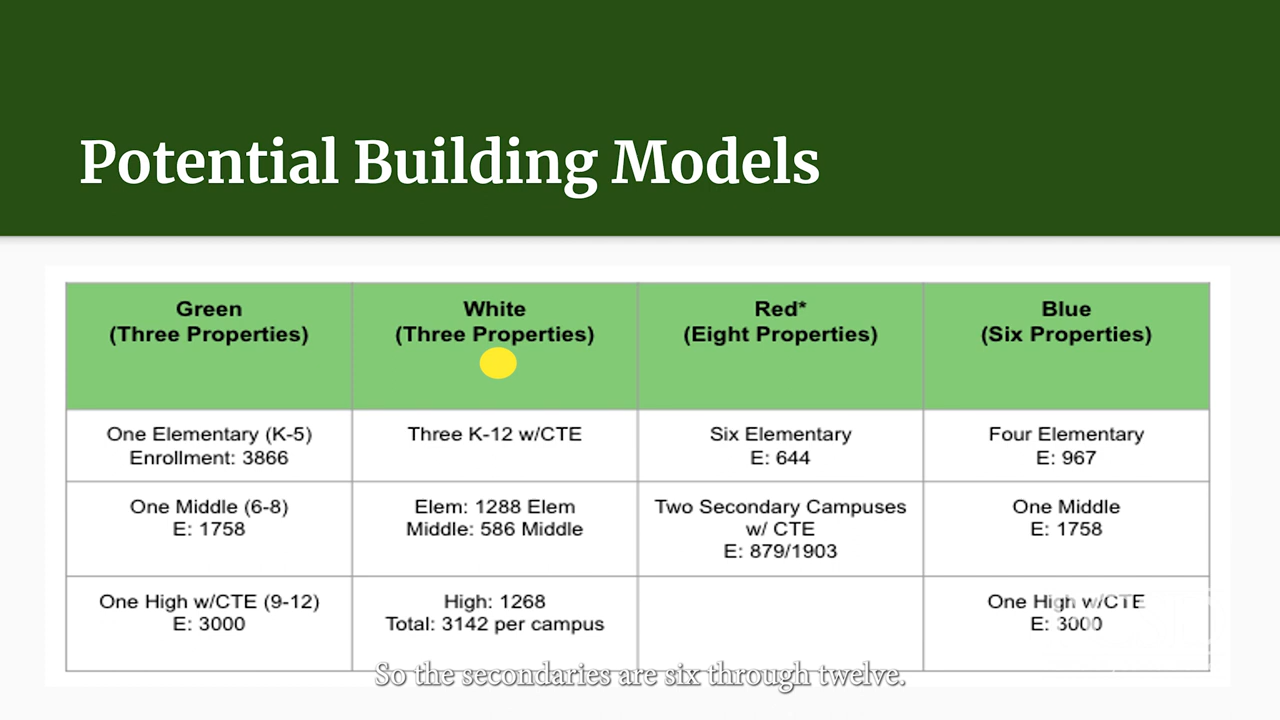 Potential Building Models
Green
(Three Properties)
White
(Three Properties)
Red*
(Eight Properties)
Blue
(Six Properties)
One Elementary (K-5)
Enrollment: 3866
Three K-12 w/CTE
Six Elementary
E: 644
Four Elementary
E: 967
One Middle (6-8)
E: 1758
Elem: 1288 Elem
Middle: 586 Middle
Two Secondary Campuses
w/ CTE
E: 879/1903
One Middle
E: 1758
One High w/CTE (9-12)
E: 3000
High: 1268
Total: 3142 per campus
One High w/CTE
E: 3000
So the secondaries are six through twelve.